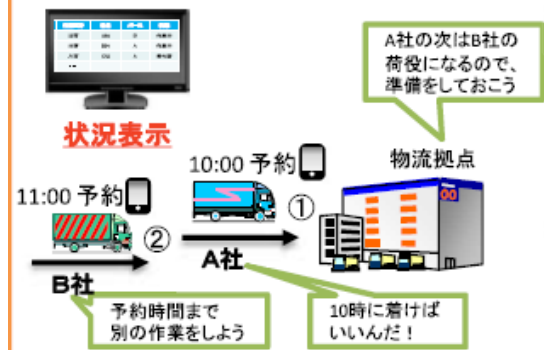 A社の次はB社の
荷役になるので、
準備をしておこう
状況表示
物流拠点
10:00 予約
①
11:00 予約
②
A社
B社
予約時間まで
別の作業をしよう
10時に着けば
いいんだ！